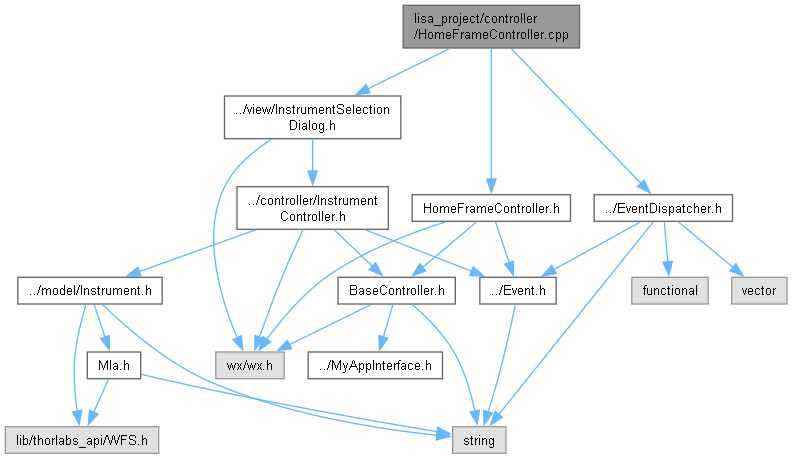 lisa_project/controller
/HomeFrameController.cpp
../view/InstrumentSelection
Dialog.h
../controller/Instrument
Controller.h
HomeFrameController.h
../EventDispatcher.h
../model/Instrument.h
BaseController.h
../Event.h
functional
vector
Mla.h
wx/wx.h
../MyAppInterface.h
lib/thorlabs_api/WFS.h
string